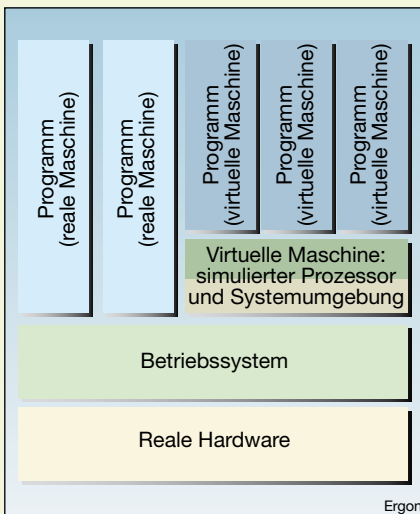 Programm
(reale Maschine)
Programm
(reale Maschine)
Programm
(virtuelle Maschine)
Programm
(virtuelle Maschine)
Programm
(virtuelle Maschine)
Virtuelle Maschine:
simulierter Prozessor
und Systemumgebung
Betriebssystem
Reale Hardware
Ergon